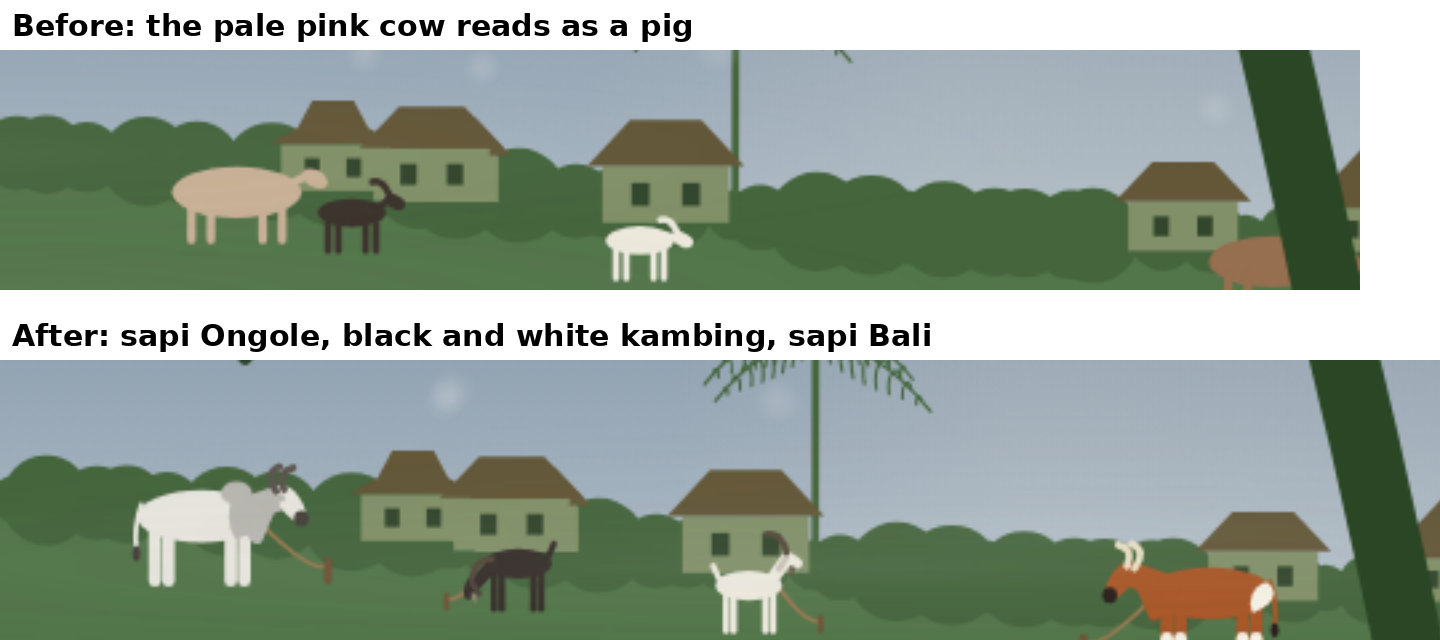 Before: the pale pink cow reads as a pig
After: sapi Ongole, black and white kambing, sapi Bali